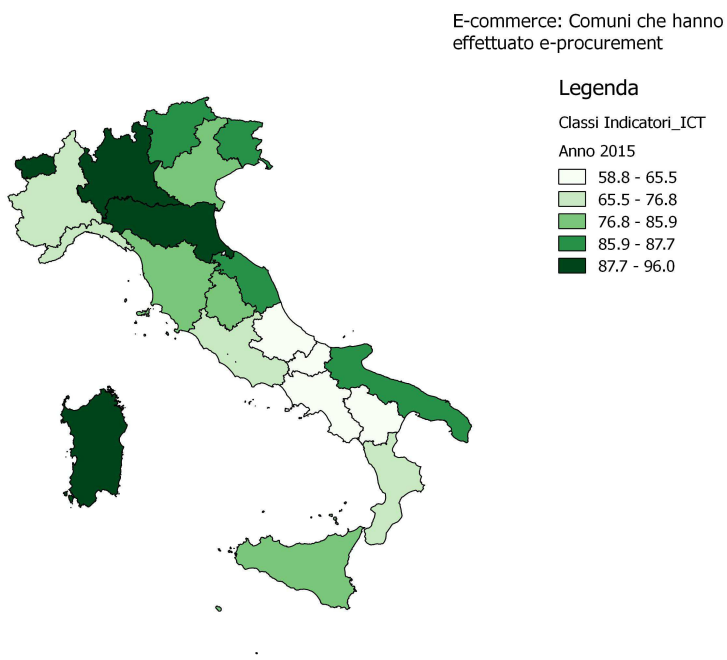 E-commerce: Comuni che hanno
effettuato e-procurement
Legenda
Classi Indicatori_ICT
Anno 2015
58.8 - 65.5
65.5 - 76.8
76.8 - 85.9
85.9 - 87.7
87.7 - 96.0